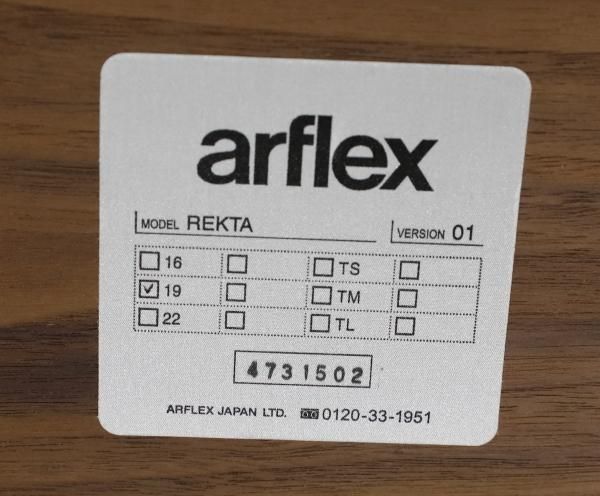 arflex
MODEL REKTA VERSION 01
16 TS
19 TM
22 TL
4731502
ARFLEX JAPAN LTD. 0120-33-1951